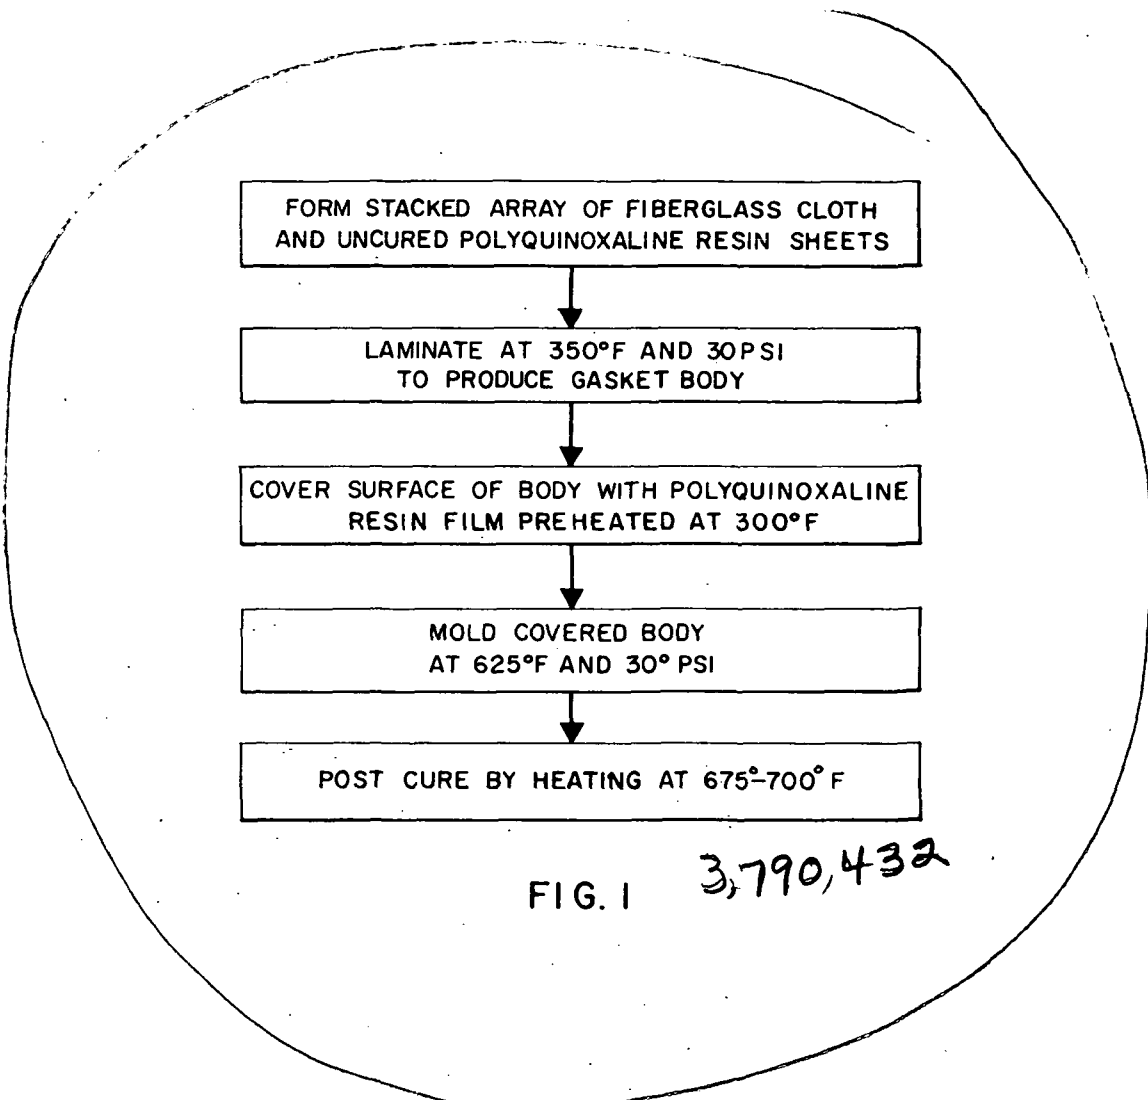 FORM STACKED ARRAY OF FIBERGLASS CLOTH
AND UNCURED POLYQUINOXALINE RESIN SHEETS
LAMINATE AT 350°F AND 30PSI
TO PRODUCE GASKET BODY
COVER SURFACE OF BODY WITH POLYQUINOXALINE
RESIN FILM PREHEATED AT 300°F
MOLD COVERED BODY
AT 625°F AND 30° PSI
POST CURE BY HEATING AT 675°-700°F
FIG. 1
3,790,432